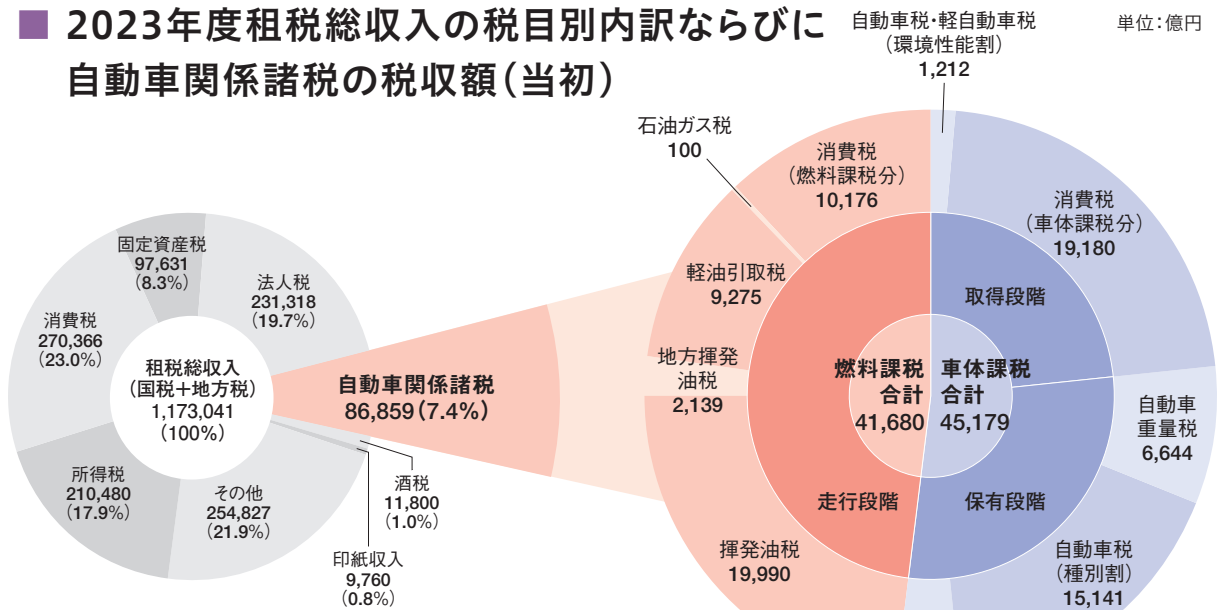 ■ 2023年度租税総収入の税目別内訳ならびに
自動車関係諸税の税収額(当初)
単位:億円
固定資産税
97,631
(8.3%)
法人税
231,318
(19.7%)
消費税
270,366
(23.0%)
租税総収入
(国税+地方税)
1,173,041
(100%)
所得税
210,480
(17.9%)
その他
254,827
(21.9%)
酒税
11,800
(1.0%)
印紙収入
9,760
(0.8%)
自動車関係諸税
86,859(7.4%)
自動車税・軽自動車税
(環境性能割)
1,212
石油ガス税
100
消費税
(燃料課税分)
10,176
消費税
(車体課税分)
19,180
軽油引取税
9,275
取得段階
地方揮発
油税
2,139
燃料課税
合計
41,680
車体課税
合計
45,179
自動車
重量税
6,644
走行段階
保有段階
揮発油税
19,990
自動車税
(種別割)
15,141